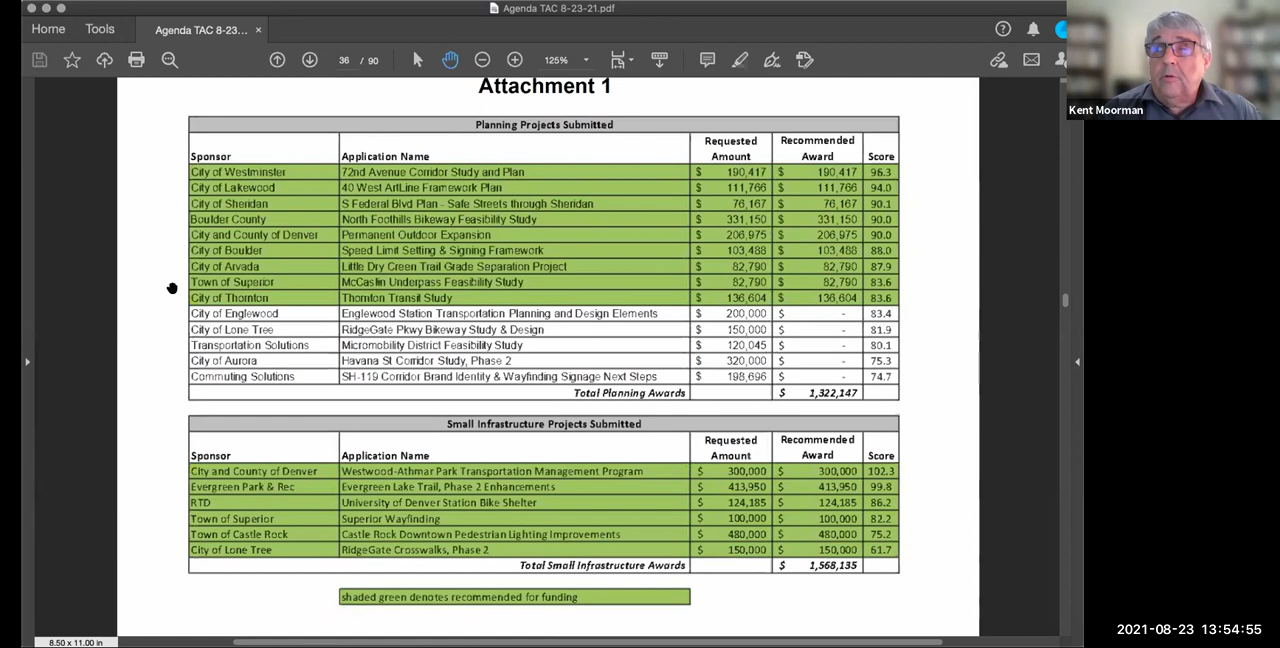 Agenda TAC 8-23-21.pdf
Home Tools Agenda TAC 8-23... ×
36 / 90 125%
Kent Moorman
Attachment 1
Planning Projects Submitted
Sponsor Application Name Requested Amount Recommended Award Score
City of Westminster 72nd Avenue Corridor Study and Plan $ 190,417 $ 190,417 96.3
City of Lakewood 40 West ArtLine Framework Plan $ 111,766 $ 111,766 94.0
City of Sheridan S Federal Blvd Plan - Safe Streets through Sheridan $ 76,167 $ 76,167 90.1
Boulder County North Foothills Bikeway Feasibility Study $ 331,150 $ 331,150 90.0
City and County of Denver Permanent Outdoor Expansion $ 206,975 $ 206,975 90.0
City of Boulder Speed Limit Setting & Signing Framework $ 103,488 $ 103,488 88.0
City of Arvada Little Dry Creen Trail Grade Separation Project $ 82,790 $ 82,790 87.9
Town of Superior McCaslin Underpass Feasibility Study $ 82,790 $ 82,790 83.6
City of Thornton Thornton Transit Study $ 136,604 $ 136,604 83.6
City of Englewood Englewood Station Transportation Planning and Design Elements $ 200,000 $ - 83.4
City of Lone Tree RidgeGate Pkwy Bikeway Study & Design $ 150,000 $ - 81.9
Transportation Solutions Micromobility District Feasibility Study $ 120,045 $ - 80.1
City of Aurora Havana St Corridor Study, Phase 2 $ 320,000 $ - 75.3
Commuting Solutions SH-119 Corridor Brand Identity & Wayfinding Signage Next Steps $ 198,696 $ - 74.7
Total Planning Awards $ 1,322,147
Small Infrastructure Projects Submitted
Sponsor Application Name Requested Amount Recommended Award Score
City and County of Denver Westwood-Athmar Park Transportation Management Program $ 300,000 $ 300,000 102.3
Evergreen Park & Rec Evergreen Lake Trail, Phase 2 Enhancements $ 413,950 $ 413,950 99.8
RTD University of Denver Station Bike Shelter $ 124,185 $ 124,185 86.2
Town of Superior Superior Wayfinding $ 100,000 $ 100,000 82.2
Town of Castle Rock Castle Rock Downtown Pedestrian Lighting Improvements $ 480,000 $ 480,000 75.2
City of Lone Tree RidgeGate Crosswalks, Phase 2 $ 150,000 $ 150,000 61.7
Total Small Infrastructure Awards $ 1,568,135
shaded green denotes recommended for funding
8.50 x 11.00 in
2021-08-23 13:54:55